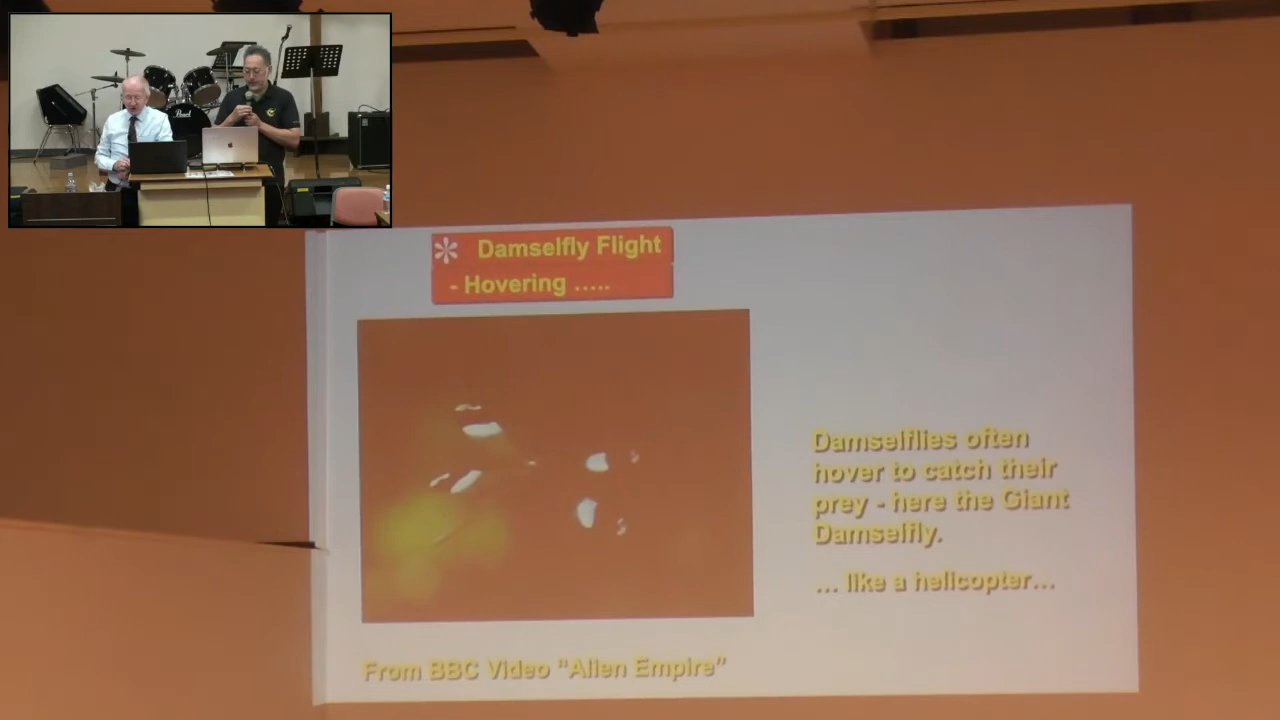 Pearl
✻ Damselfly Flight
- Hovering .....
Damselflies often
hover to catch their
prey - here the Giant
Damselfly.
... like a helicopter...
From BBC Video "Alien Empire"